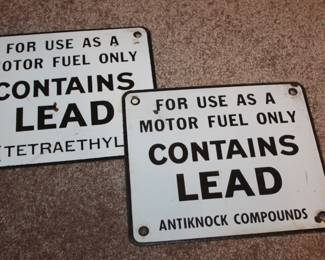 FOR USE AS A
MOTOR FUEL ONLY
CONTAINS
LEAD
(TETRAETHYL
FOR USE AS A
MOTOR FUEL ONLY
CONTAINS
LEAD
ANTIKNOCK COMPOUNDS